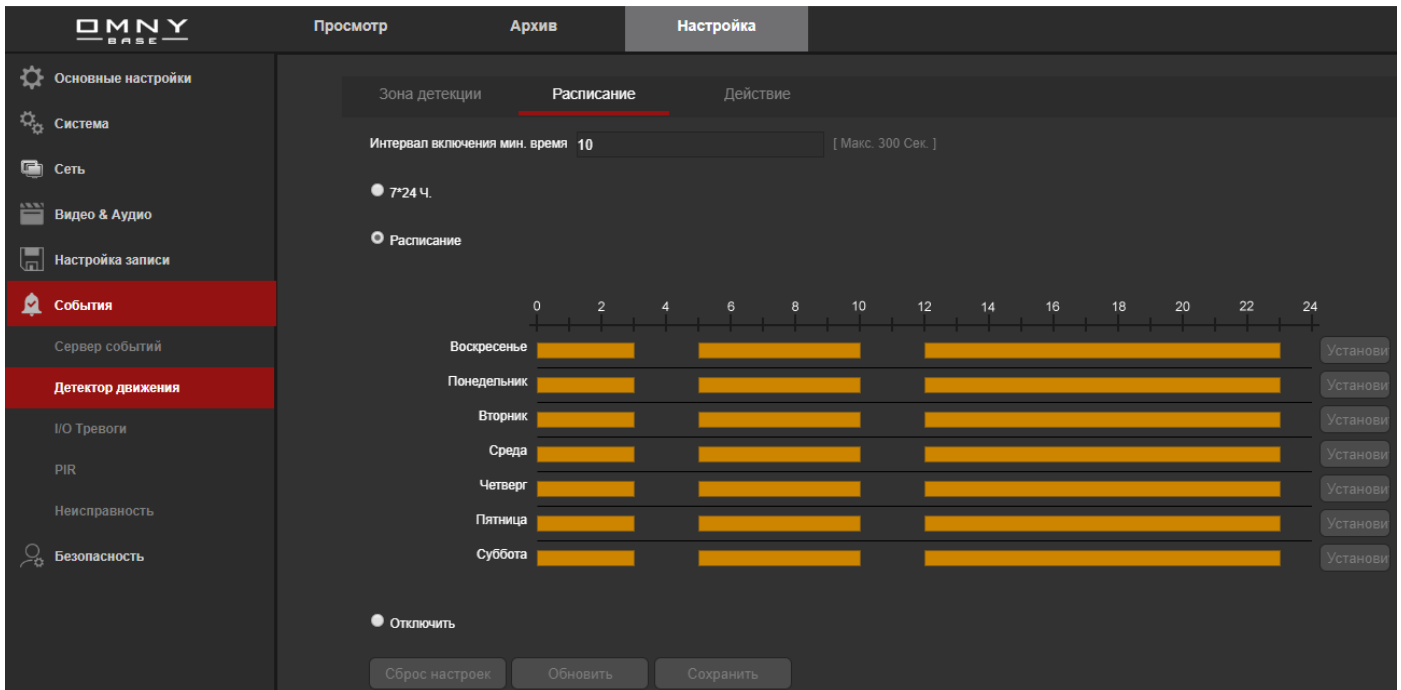 OMNY
BASE
Просмотр
Архив
Настройка
Основные настройки
Система
Сеть
Видео & Аудио
Настройка записи
События
Сервер событий
Детектор движения
I/O Тревоги
PIR
Неисправность
Безопасность
Зона детекции
Расписание
Действие
Интервал включения мин. время 10 [ Макс. 300 Сек. ]
7*24 Ч.
Расписание
0 2 4 6 8 10 12 14 16 18 20 22 24
Воскресенье Установи
Понедельник Установи
Вторник Установи
Среда Установи
Четверг Установи
Пятница Установи
Суббота Установи
Отключить
Сброс настроек
Обновить
Сохранить